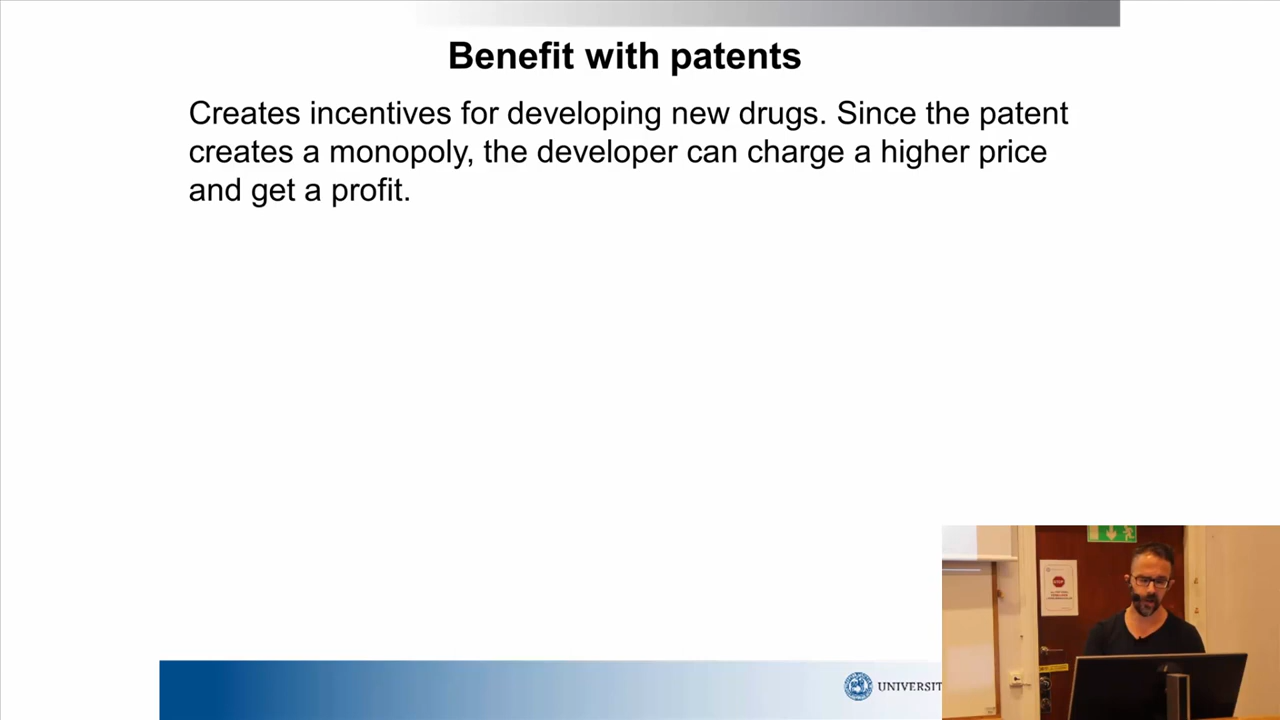 Benefit with patents
Creates incentives for developing new drugs. Since the patent
creates a monopoly, the developer can charge a higher price
and get a profit.
STOP